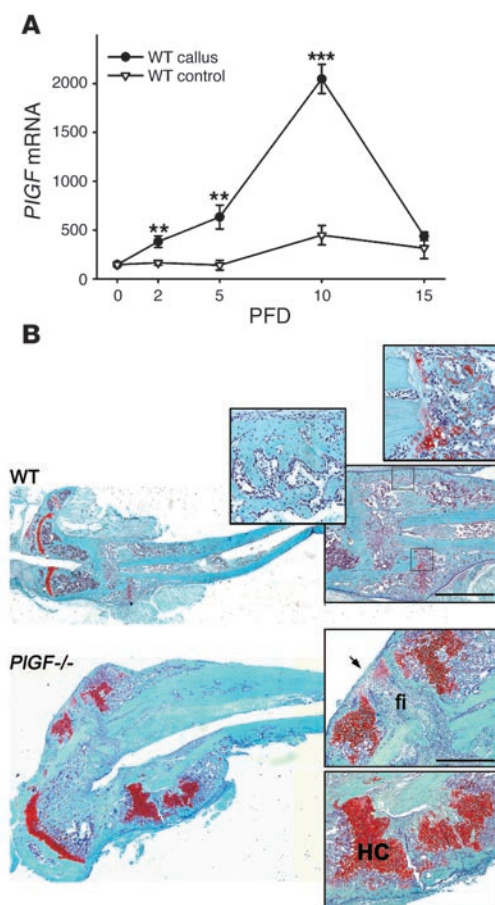 A
WT callus
WT control
PlGF mRNA
2000
1500
1000
500
0
**
**
***
0
2
5
10
15
PFD
B
WT
PlGF-/-
fi
HC